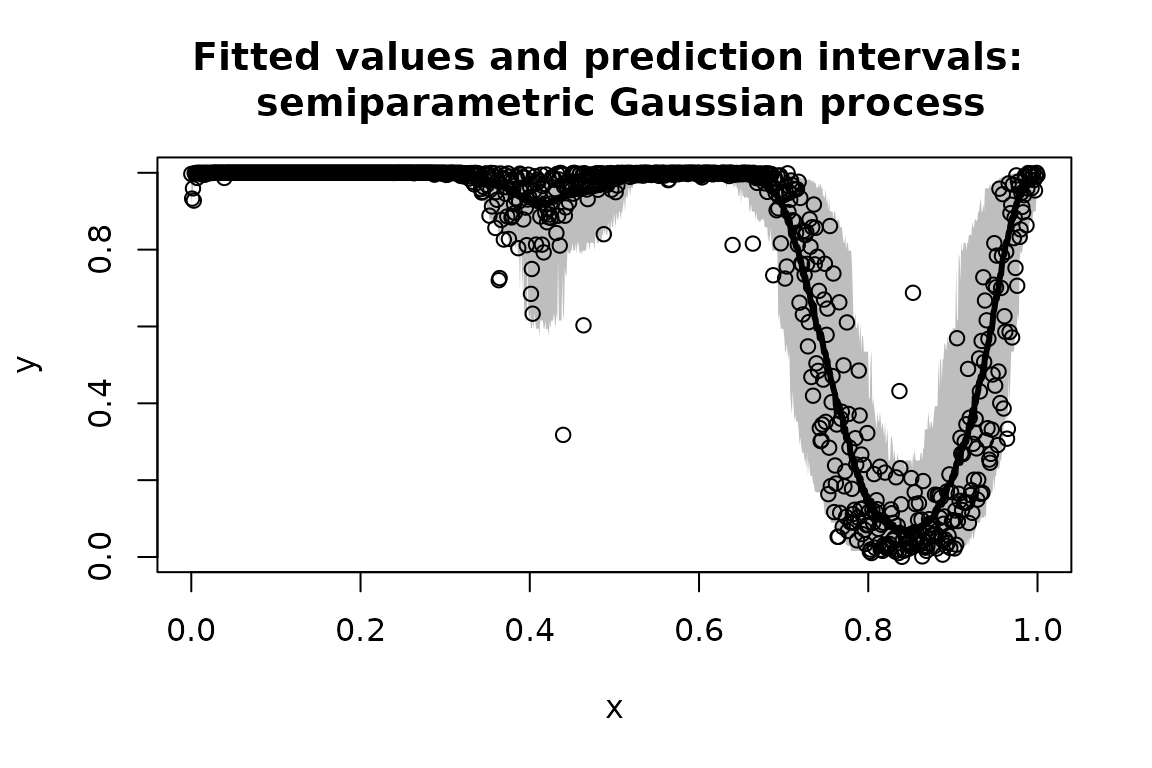 Fitted values and prediction intervals:
semiparametric Gaussian process
y
0.8
0.4
0.0
0.0 0.2 0.4 0.6 0.8 1.0
x